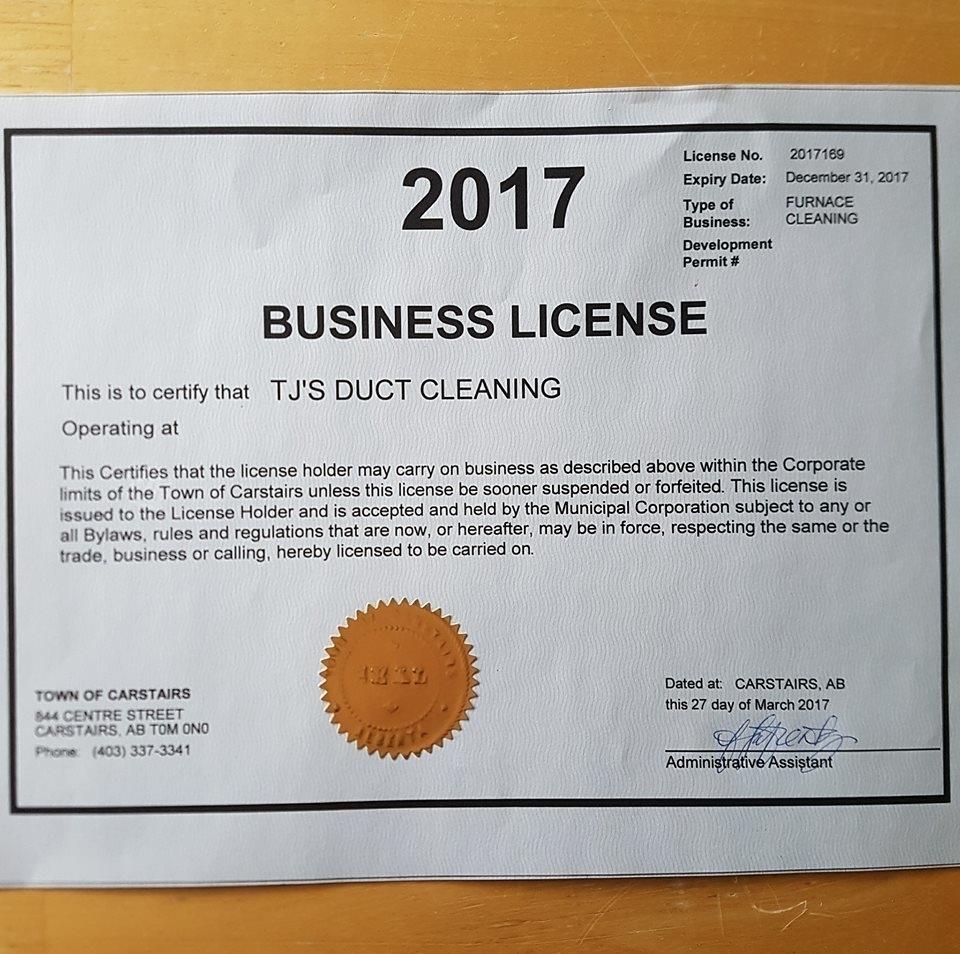 2017
License No. 2017169
Expiry Date: December 31, 2017
Type of Business: FURNACE CLEANING
Development Permit #
BUSINESS LICENSE
This is to certify that TJ'S DUCT CLEANING
Operating at
This Certifies that the license holder may carry on business as described above within the Corporate
limits of the Town of Carstairs unless this license be sooner suspended or forfeited. This license is
issued to the License Holder and is accepted and held by the Municipal Corporation subject to any or
all Bylaws, rules and regulations that are now, or hereafter, may be in force, respecting the same or the
trade, business or calling, hereby licensed to be carried on.
TOWN OF CARSTAIRS
844 CENTRE STREET
CARSTAIRS, AB T0M 0N0
Phone: (403) 337-3341
Dated at: CARSTAIRS, AB
this 27 day of March 2017
Administrative Assistant